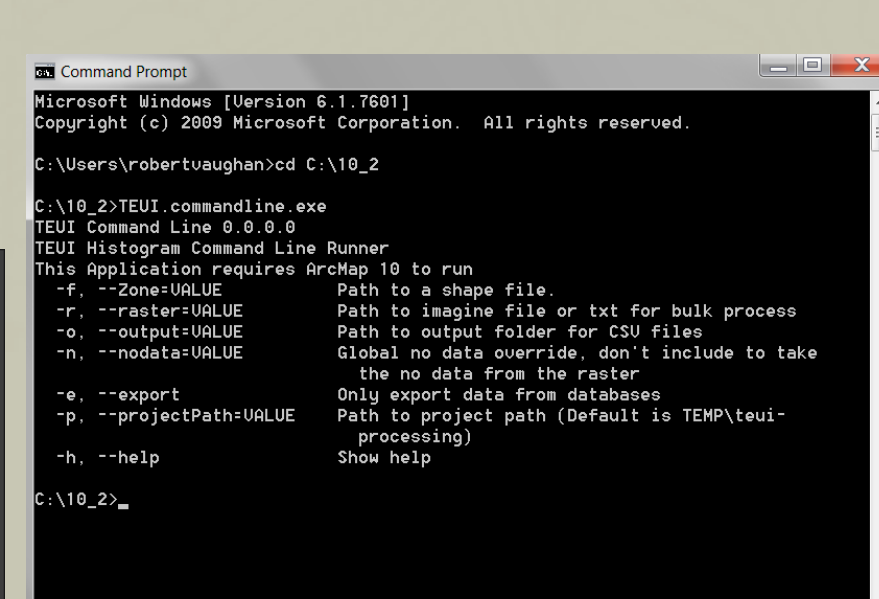 Command Prompt
Microsoft Windows [Version 6.1.7601]
Copyright (c) 2009 Microsoft Corporation.  All rights reserved.
C:\Users\robertvaughan>cd C:\10_2
C:\10_2>TEUI.commandline.exe
TEUI Command Line 0.0.0.0
TEUI Histogram Command Line Runner
This Application requires ArcMap 10 to run
-f, --Zone=VALUE Path to a shape file.
-r, --raster=VALUE Path to imagine file or txt for bulk process
-o, --output=VALUE Path to output folder for CSV files
-n, --nodata=VALUE Global no data override, don't include to take
the no data from the raster
-e, --export Only export data from databases
-p, --projectPath=VALUE Path to project path (Default is TEMP\teui-
processing)
-h, --help Show help
C:\10_2>_